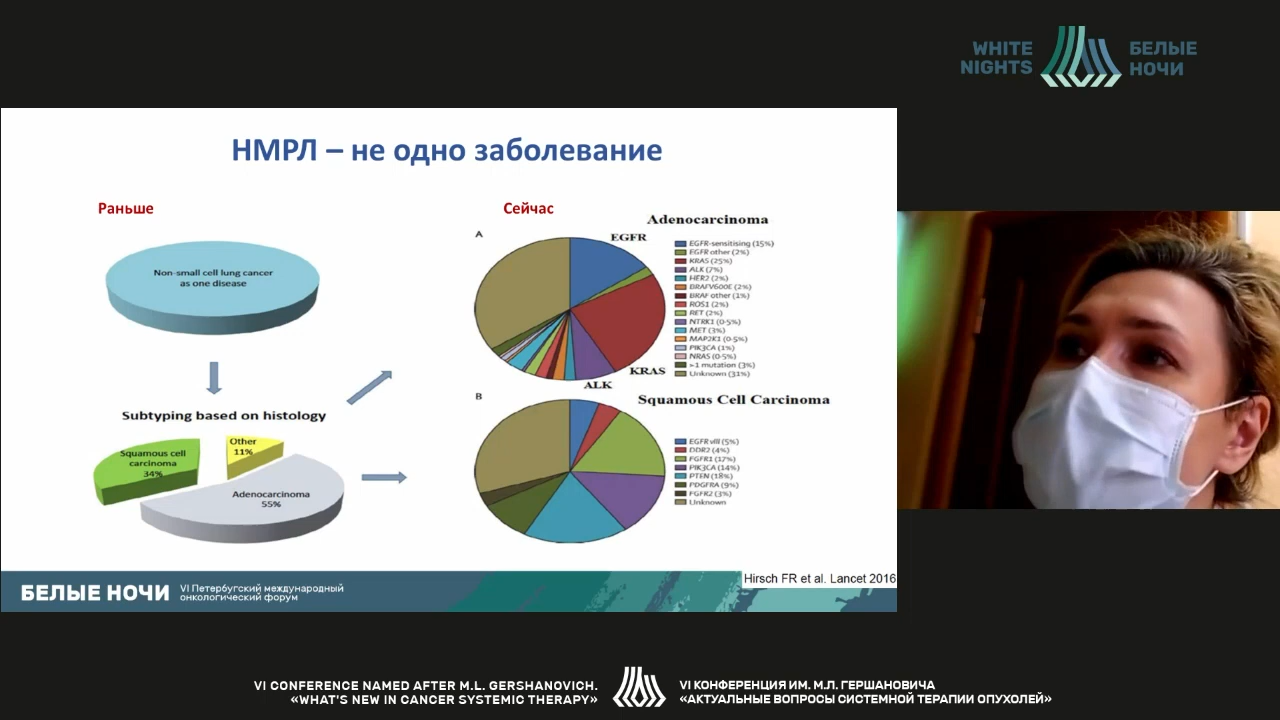 WHITE
NIGHTS
БЕЛЫЕ
НОЧИ
НМРЛ – не одно заболевание
Раньше
Non-small cell lung cancer
as one disease
Subtyping based on histology
Squamous cell
carcinoma
34%
Other
11%
Adenocarcinoma
55%
Сейчас
Adenocarcinoma
A
EGFR
KRAS
ALK
EGFR-sensitising (15%)
EGFR other (2%)
KRAS (25%)
ALK (7%)
HER2 (2%)
BRAFV600E (2%)
BRAF other (1%)
ROS1 (2%)
RET (2%)
NTRK1 (0·5%)
MET (3%)
MAP2K1 (0·5%)
PIK3CA (1%)
NRAS (0·5%)
>1 mutation (3%)
Unknown (31%)
B
Squamous Cell Carcinoma
EGFRvIII (5%)
DDR2 (4%)
FGFR1 (17%)
PIK3CA (14%)
PTEN (18%)
PDGFRA (9%)
FGFR2 (3%)
Unknown
Hirsch FR et al. Lancet 2016
БЕЛЫЕ НОЧИ
VI Петербугский международный
онкологический форум
VI CONFERENCE NAMED AFTER M.L. GERSHANOVICH.
«WHAT'S NEW IN CANCER SYSTEMIC THERAPY»
VI КОНФЕРЕНЦИЯ ИМ. М.Л. ГЕРШАНОВИЧА
«АКТУАЛЬНЫЕ ВОПРОСЫ СИСТЕМНОЙ ТЕРАПИИ ОПУХОЛЕЙ»